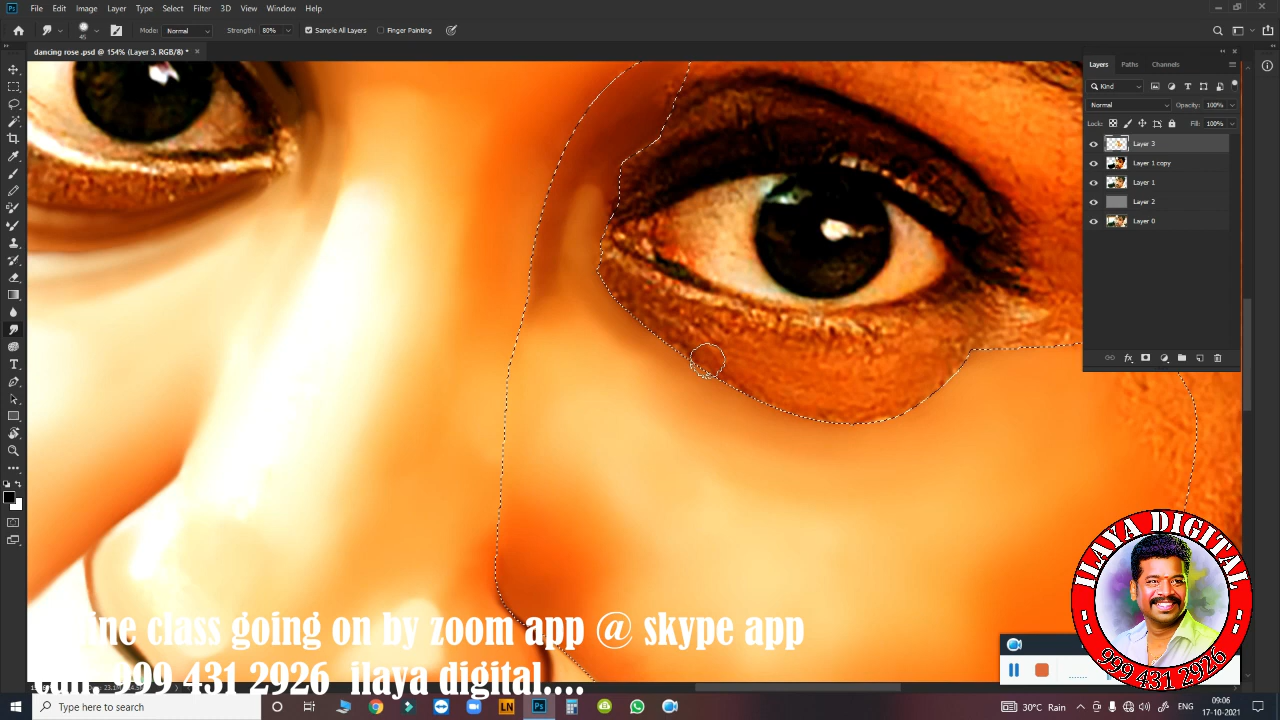 File Edit Image Layer Type Select Filter 3D View Window Help
Mode: Normal Strength: 80% Sample All Layers Finger Painting
45
dancing rose .psd @ 154% (Layer 3, RGB/8) * ×
Layers Paths Channels
Kind
Normal Opacity: 100%
Lock: Fill: 100%
Layer 3
Layer 1 copy
Layer 1
Layer 2
Layer 0
ILAYA DIGITAL
999 431 2926
class going on by zoom app @ skype app
999 431 2926 ilaya digital....
Type here to search
LN
Ps
30°C Rain
ENG
09:06
17-10-2021